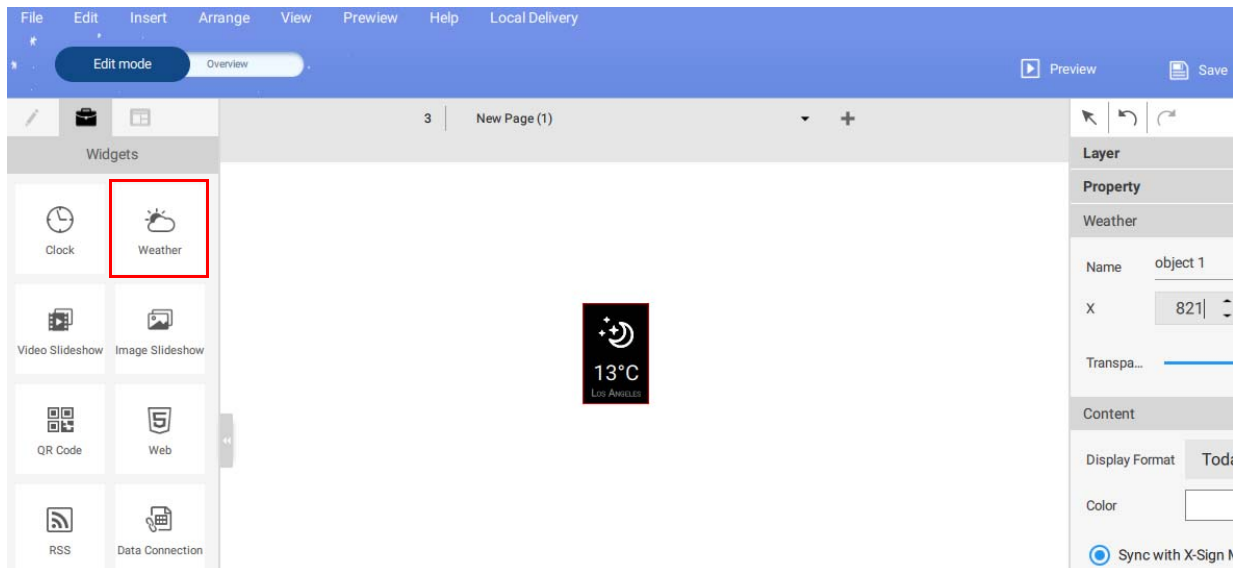 File Edit Insert Arrange View Prewiew Help Local Delivery
Edit mode Overview
Preview Save
3 New Page (1)
Widgets
Clock Weather
Video Slideshow Image Slideshow
QR Code Web
RSS Data Connection
13°C
Los Angeles
Layer
Property
Weather
Name object 1
X 821
Transpa...
Content
Display Format Toda
Color
Sync with X-Sign M